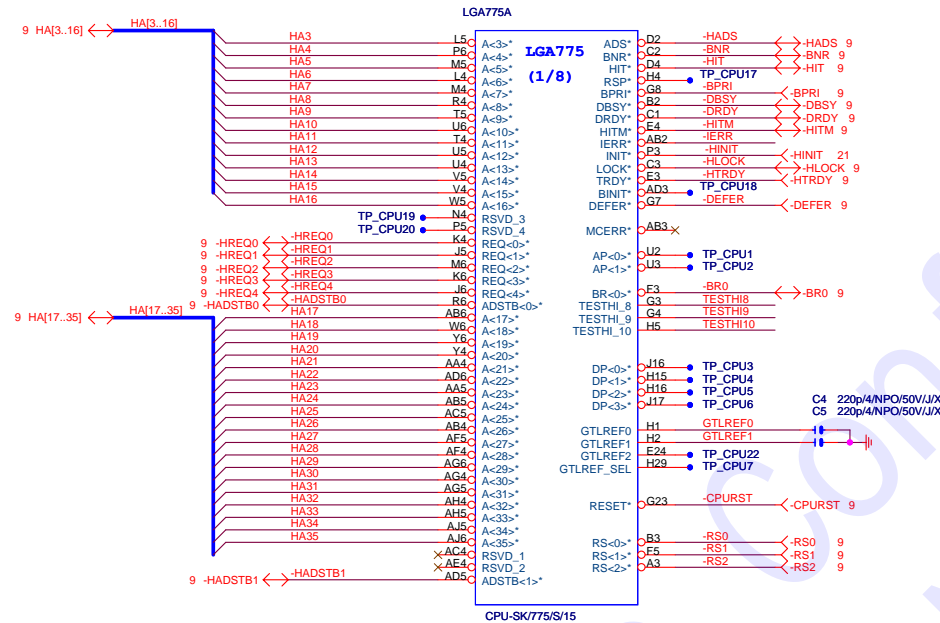 LGA775A
9 HA[3..16] HA[3..16]
LGA775
(1/8)
HA3 L5 A<3>* ADS* D2 -HADS -HADS 9
HA4 P6 A<4>* BNR* C2 -BNR -BNR 9
HA5 M5 A<5>* HIT* D4 -HIT -HIT 9
HA6 L4 A<6>* RSP* H4 TP_CPU17
HA7 M4 A<7>* BPRI* G8 -BPRI -BPRI 9
HA8 R4 A<8>* DBSY* B2 -DBSY -DBSY 9
HA9 T5 A<9>* DRDY* C1 -DRDY -DRDY 9
HA10 U6 A<10>* HITM* E4 -HITM -HITM 9
HA11 T4 A<11>* IERR* AB2 -IERR
HA12 U5 A<12>* INIT* P3 -HINIT -HINIT 21
HA13 U4 A<13>* LOCK* C3 -HLOCK -HLOCK 9
HA14 V5 A<14>* TRDY* E3 -HTRDY -HTRDY 9
HA15 V4 A<15>* BINIT* AD3 TP_CPU18
HA16 W5 A<16>* DEFER* G7 -DEFER -DEFER 9
TP_CPU19 N4 RSVD_3
TP_CPU20 P5 RSVD_4 MCERR* AB3
9 -HREQ0 -HREQ0 K4 REQ<0>*
9 -HREQ1 -HREQ1 J5 REQ<1>* AP<0>* U2 TP_CPU1
9 -HREQ2 -HREQ2 M6 REQ<2>* AP<1>* U3 TP_CPU2
9 -HREQ3 -HREQ3 K6 REQ<3>*
9 -HREQ4 -HREQ4 J6 REQ<4>* BR<0>* F3 -BR0 -BR0 9
9 -HADSTB0 -HADSTB0 R6 ADSTB<0>* TESTHI_8 G3 TESTHI8
9 HA[17..35] HA[17..35] HA17 AB6 A<17>* TESTHI_9 G4 TESTHI9
HA18 W6 A<18>* TESTHI_10 H5 TESTHI10
HA19 Y6 A<19>*
HA20 Y4 A<20>*
HA21 AA4 A<21>* DP<0>* J16 TP_CPU3
HA22 AD6 A<22>* DP<1>* H15 TP_CPU4
HA23 AA5 A<23>* DP<2>* H16 TP_CPU5
HA24 AB5 A<24>* DP<3>* J17 TP_CPU6
C4 220p/4/NPO/50V/J/X
HA25 AC5 A<25>* C5 220p/4/NPO/50V/J/X
HA26 AB4 A<26>* GTLREF0 H1 GTLREF0
HA27 AF5 A<27>* GTLREF1 H2 GTLREF1
HA28 AF4 A<28>* GTLREF2 E24 TP_CPU22
HA29 AG6 A<29>* GTLREF_SEL H29 TP_CPU7
HA30 AG4 A<30>*
HA31 AG5 A<31>*
HA32 AH4 A<32>* RESET* G23 -CPURST -CPURST 9
HA33 AH5 A<33>*
HA34 AJ5 A<34>*
HA35 AJ6 A<35>* RS<0>* B3 -RS0 -RS0 9
AC4 RSVD_1 RS<1>* F5 -RS1 -RS1 9
AE4 RSVD_2 RS<2>* A3 -RS2 -RS2 9
9 -HADSTB1 -HADSTB1 AD5 ADSTB<1>*
CPU-SK/775/S/15